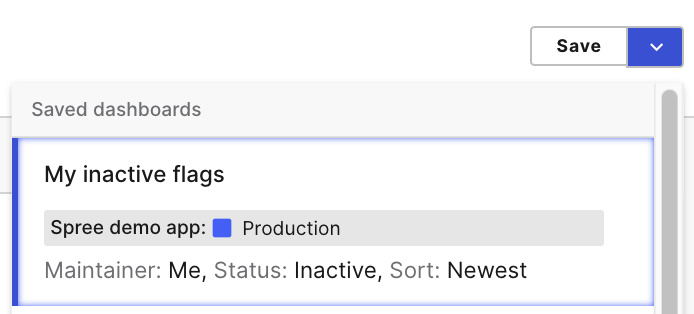 Save
Saved dashboards
My inactive flags
Spree demo app: Production
Maintainer: Me, Status: Inactive, Sort: Newest